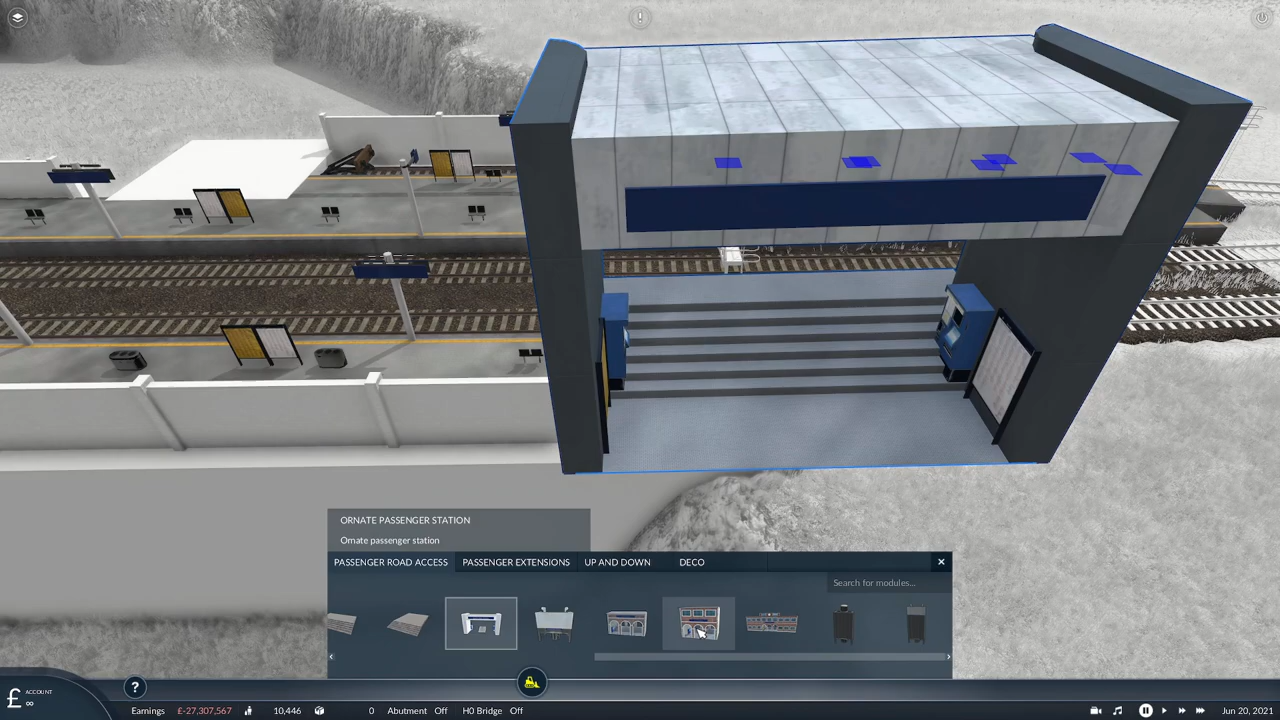 ORNATE PASSENGER STATION
Ornate passenger station
PASSENGER ROAD ACCESS PASSENGER EXTENSIONS UP AND DOWN DECO
Search for modules...
£ ACCOUNT ∞
?
Earnings £-27,307,567 10,446 0 Abutment Off H0 Bridge Off Jun 20, 2021